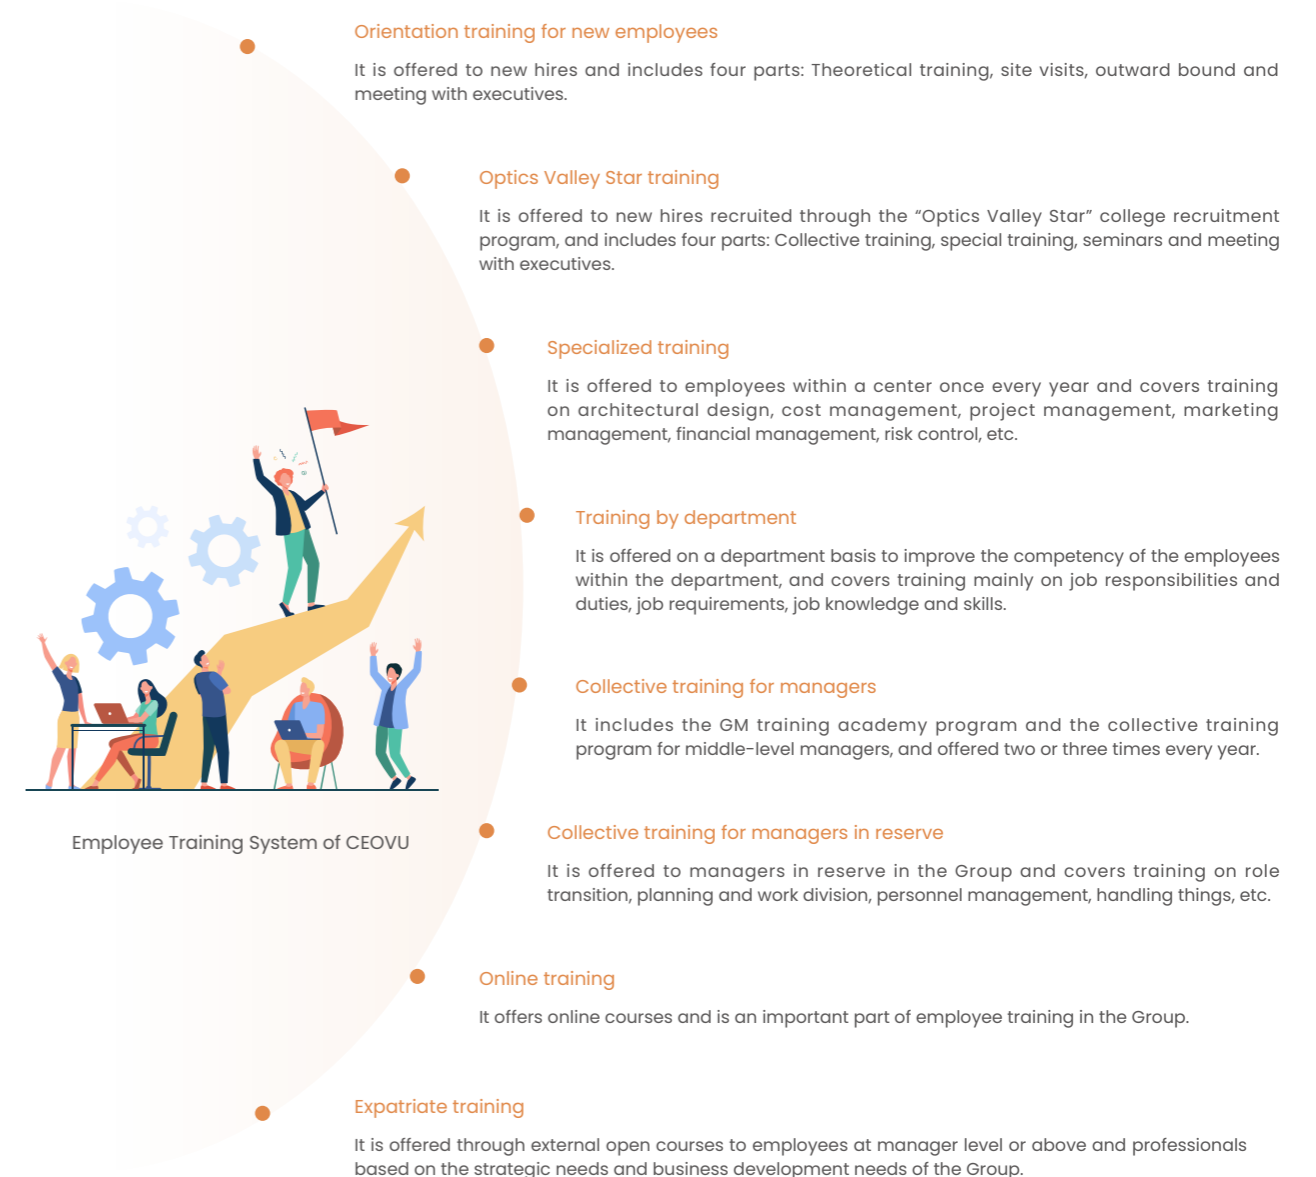 Orientation training for new employees
It is offered to new hires and includes four parts: Theoretical training, site visits, outward bound and
meeting with executives.
Optics Valley Star training
It is offered to new hires recruited through the “Optics Valley Star” college recruitment
program, and includes four parts: Collective training, special training, seminars and meeting
with executives.
Specialized training
It is offered to employees within a center once every year and covers training
on architectural design, cost management, project management, marketing
management, financial management, risk control, etc.
Training by department
It is offered on a department basis to improve the competency of the employees
within the department, and covers training mainly on job responsibilities and
duties, job requirements, job knowledge and skills.
Collective training for managers
It includes the GM training academy program and the collective training
program for middle-level managers, and offered two or three times every year.
Employee Training System of CEOVU
Collective training for managers in reserve
It is offered to managers in reserve in the Group and covers training on role
transition, planning and work division, personnel management, handling things, etc.
Online training
It offers online courses and is an important part of employee training in the Group.
Expatriate training
It is offered through external open courses to employees at manager level or above and professionals
based on the strategic needs and business development needs of the Group.